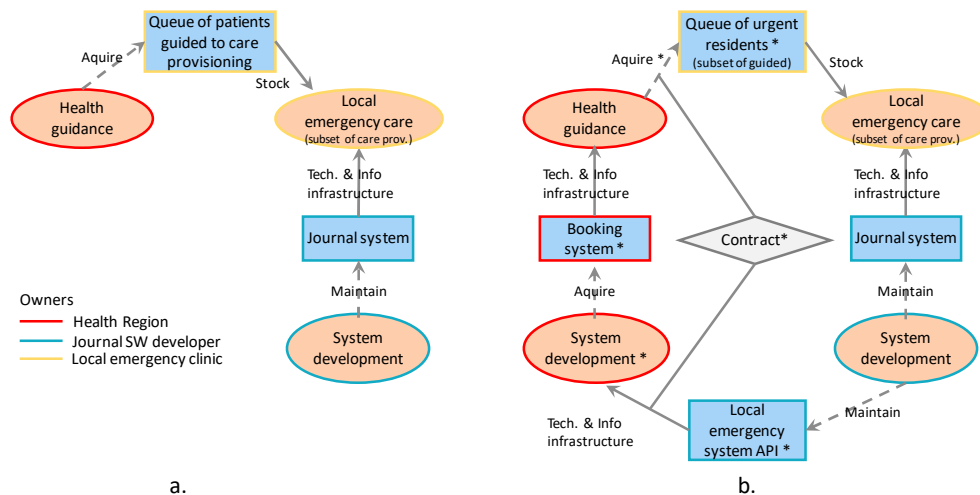 Queue of patients
guided to care
provisioning
Aquire
Stock
Health
guidance
Local
emergency care
(subset of care prov.)
Tech. & Info
infrastructure
Journal system
Maintain
System
development
Owners
Health Region
Journal SW developer
Local emergency clinic
a.
Queue of urgent
residents *
(subset of guided)
Aquire *
Stock
Health
guidance
Local
emergency care
(subset of care prov.)
Tech. & Info
infrastructure
Tech. & Info
infrastructure
Booking
system *
Contract*
Journal system
Aquire
Maintain
System
development *
System
development
Tech. & Info
infrastructure
Local
emergency
system API *
Maintain
b.